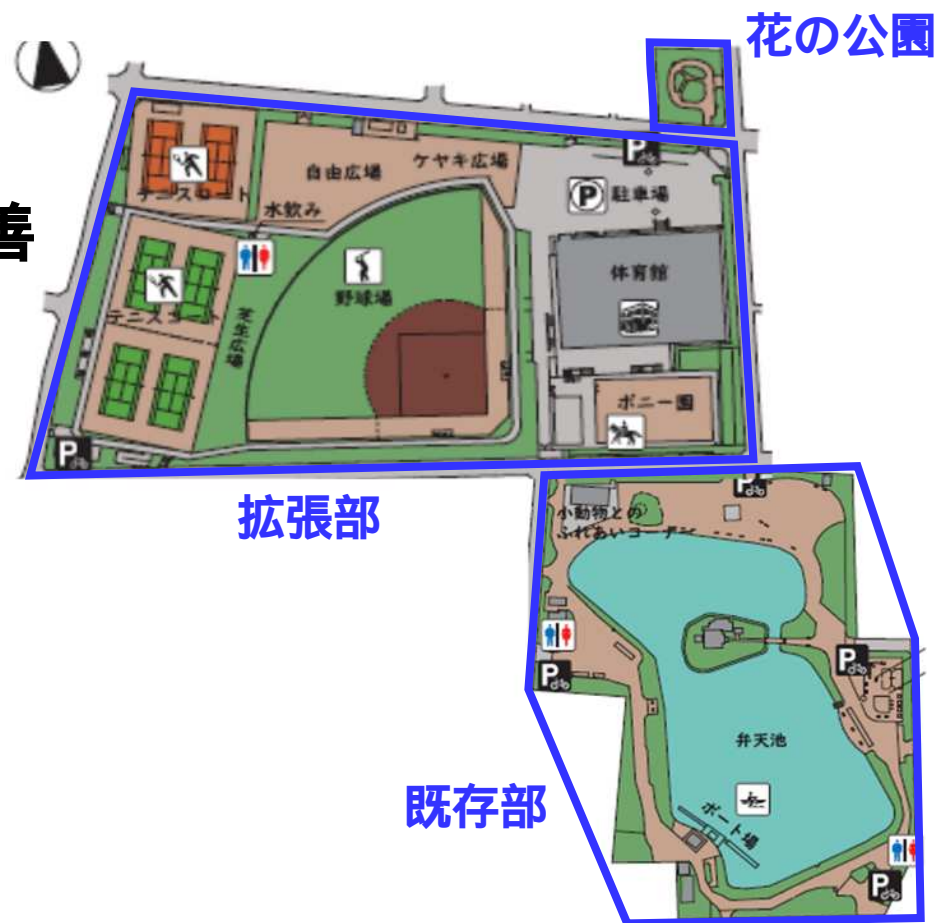 花の公園
善
自由広場
ケヤキ広場
テニスコート
水飲み
P
P
駐車場
体育館
野球場
芝生広場
テニスコート
ポニー園
P
拡張部
P
小動物との
ふれあいコーナー
P
P
弁天池
既存部
ボート場
P